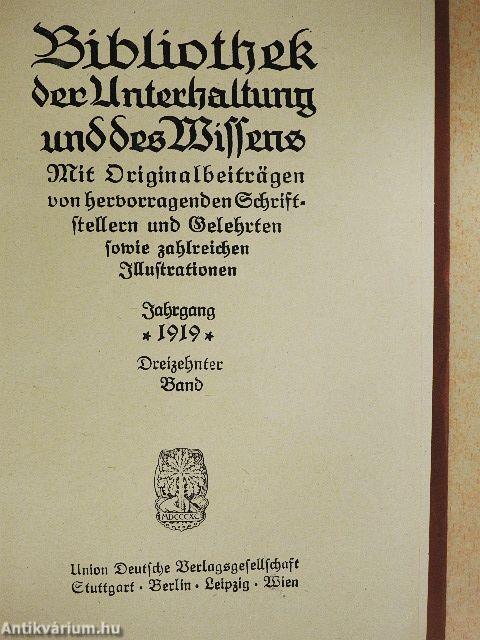 Bibliothek
der Unterhaltung
und des Wissens
Mit Originalbeiträgen
von hervorragenden Schrift-
stellern und Gelehrten
sowie zahlreichen
Illustrationen
Jahrgang
* 1919 *
Dreizehnter
Band
MDCCCXC
Union Deutsche Verlagsgesellschaft
Stuttgart · Berlin · Leipzig · Wien
Antikvárium.hu